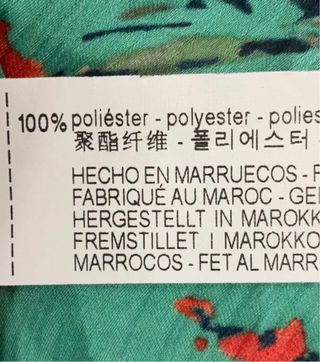 100% poliéster - polyester - polies
聚酯纤维 - 폴리에스터
HECHO EN MARRUECOS - F
FABRIQUÉ AU MAROC - GE
HERGESTELLT IN MAROKK
FREMSTILLET I MAROKKO
MARROCOS - FET AL MARR